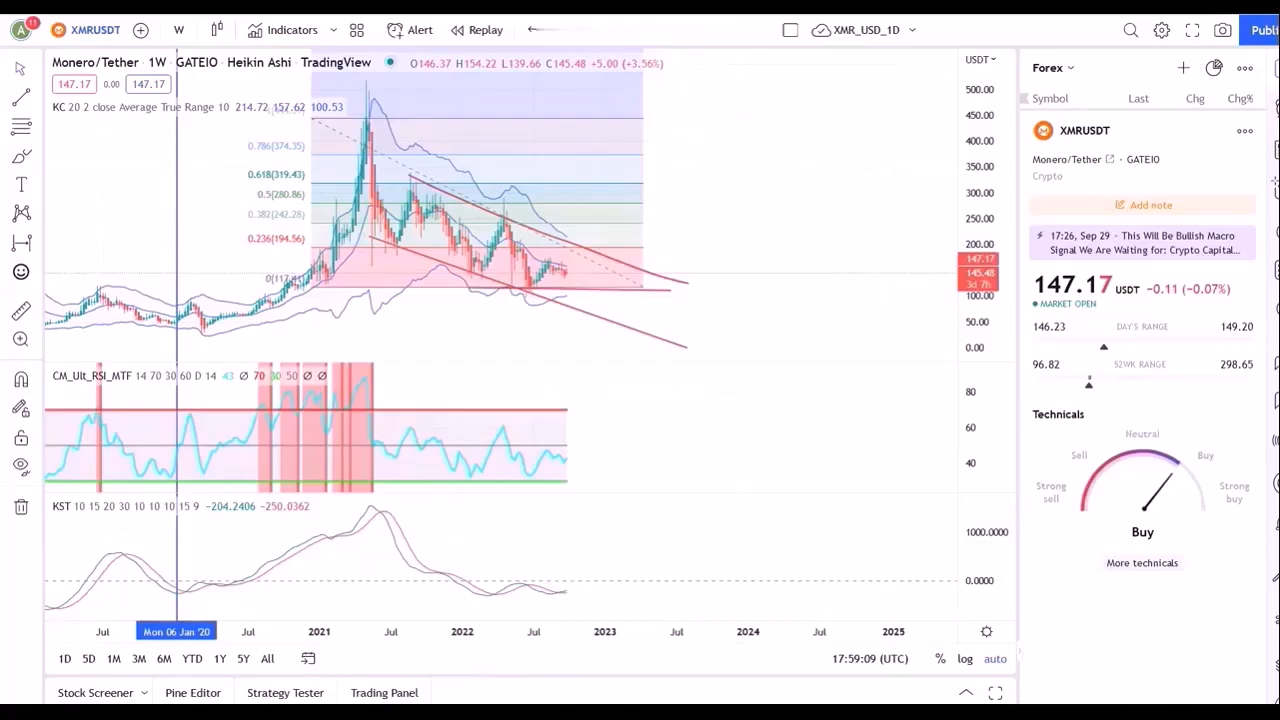 A 11 XMRUSDT W Indicators Alert Replay XMR_USD_1D Publi
Monero/Tether · 1W · GATEIO · Heikin Ashi · TradingView O146.37 H154.22 L139.66 C145.48 +5.00 (+3.56%) USDT
147.17 0.00 147.17
KC 20 2 close Average True Range 10 214.72 157.62 100.53
0.786(374.35)
0.618(319.43)
0.5(280.86)
0.382(242.28)
0.236(194.56)
500.00
450.00
400.00
350.00
300.00
250.00
200.00
147.17
145.48
3d 7h
100.00
50.00
0.00
CM_Ult_RSI_MTF 14 70 30 60 D 14 43 Ø 70 30 50 Ø Ø
80
60
40
KST 10 15 20 30 10 10 10 15 9 −204.2406 −250.0362
1000.0000
0.0000
Jul Mon 06 Jan '20 Jul 2021 Jul 2022 Jul 2023 Jul 2024 Jul 2025
1D 5D 1M 3M 6M YTD 1Y 5Y All 17:59:09 (UTC) % log auto
Stock Screener Pine Editor Strategy Tester Trading Panel
Forex
Symbol Last Chg Chg%
XMRUSDT
Monero/Tether · GATEIO
Crypto
Add note
17:26, Sep 29 · This Will Be Bullish Macro
Signal We Are Waiting for: Crypto Capital...
147.17 USDT −0.11 (−0.07%)
MARKET OPEN
146.23 DAY'S RANGE 149.20
96.82 52WK RANGE 298.65
Technicals
Neutral
Sell Buy
Strong sell Strong buy
Buy
More technicals